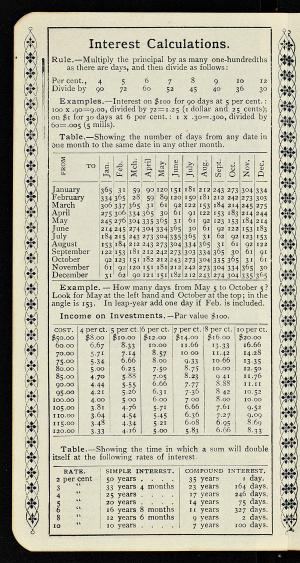 Interest Calculations.
Rule.—Multiply the principal by as many one-hundredths
as there are days, and then divide as follows:
Per cent., 4 5 6 7 8 9 10 12
Divide by 90 72 60 52 45 40 36 30
Examples.—Interest on $100 for 90 days at 5 per cent.:
100 x .90=9.00, divided by 72=1.25 (1 dollar and 25 cents);
on $1 for 30 days at 6 per cent.: 1 x .30=.300, divided by
60=.005 (5 mills).
Table.—Showing the number of days from any date in
one month to the same date in any other month.
FROM TO Jan. Feb. Mch. April May June July Aug. Sept. Oct. Nov. Dec.
January 365 31 59 90 120 151 181 212 243 273 304 334
February 334 365 28 59 89 120 150 181 212 242 273 303
March 306 337 365 31 61 92 122 153 184 214 245 275
April 275 306 334 365 30 61 91 122 153 183 214 244
May 245 276 304 335 365 31 61 92 123 153 184 214
June 214 245 273 304 334 365 30 61 92 122 153 183
July 184 215 243 273 304 335 365 31 62 92 123 153
August 153 184 212 243 273 304 334 365 31 61 92 122
September 122 153 181 212 242 273 303 334 365 30 61 91
October 92 123 151 182 212 243 273 304 335 365 31 61
November 61 92 120 151 181 212 242 273 304 334 365 30
December 31 62 90 121 151 182 212 243 274 304 335 365
Example. — How many days from May 5 to October 5?
Look for May at the left hand and October at the top; in the
angle is 153. In leap-year add one day if Feb. is included.
Income on Investments.—Par value $100.
COST. 4 per ct. 5 per ct. 6 per ct. 7 per ct. 8 per ct. 10 per ct.
$50.00 $8.00 $10.00 $12.00 $14.00 $16.00 $20.00
60.00 6.67 8.33 10.00 11.66 13.33 16.66
70.00 5.71 7.14 8.57 10.00 11.42 14.28
75.00 5.34 6.66 8.00 9.33 10.66 13.35
80.00 5.00 6.25 7.50 8.75 10.00 12.50
85.00 4.70 5.88 7.05 8.23 9.41 11.76
90.00 4.44 5.55 6.66 7.77 8.88 11.11
95.00 4.21 5.26 6.31 7.36 8.42 10.52
100.00 4.00 5.00 6.00 7.00 8.00 10.00
105.00 3.81 4.76 5.71 6.66 7.61 9.52
110.00 3.64 4.54 5.45 6.36 7.27 9.09
115.00 3.48 4.34 5.21 6.08 6.95 8.69
120.00 3.33 4.16 5.00 5.83 6.66 8.33
Table.—Showing the time in which a sum will double
itself at the following rates of interest
RATE. SIMPLE INTEREST. COMPOUND INTEREST.
2 per cent 50 years . . . . 35 years 1 day.
3 " 33 years 4 months 23 years 164 days.
4 " 25 years . . . . 17 years 246 days.
5 " 20 years . . . . 14 years 75 days.
6 " 16 years 8 months 11 years 327 days.
8 " 12 years 6 months 9 years 2 days.
10 " 10 years . . . . 7 years 100 days.